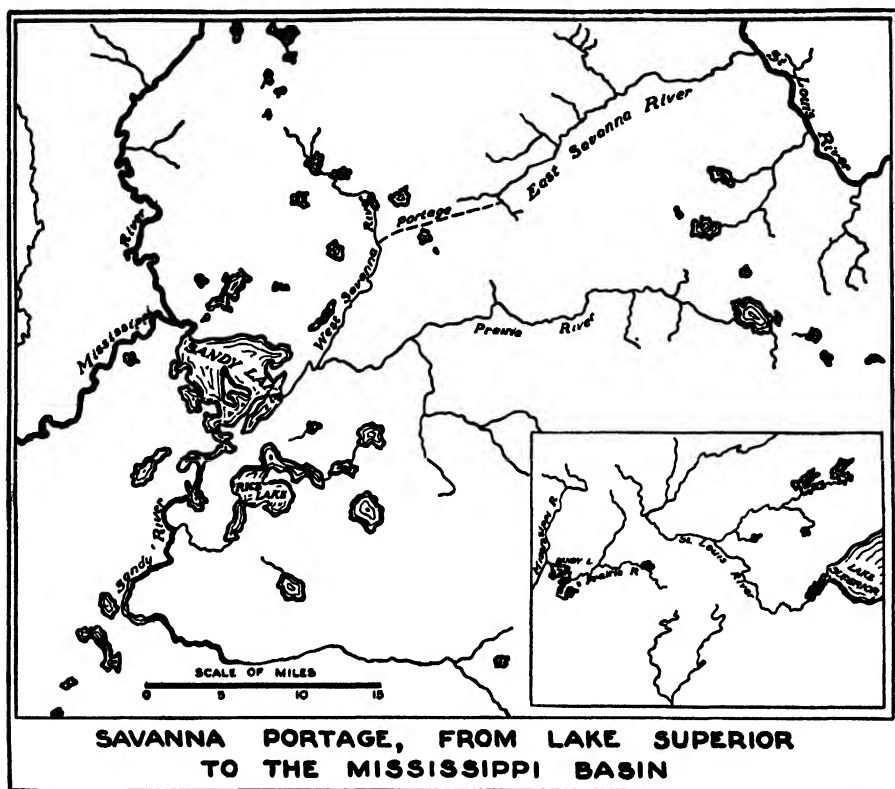 St. Louis River
East Savanna River
Portage
River
West Savanna River
Mississippi
SANDY LAKE
Prairie River
RICE LAKE
Sandy River
MISSISSIPPI R.
SANDY L.
Prairie R.
St. Louis River
LAKE SUPERIOR
SCALE OF MILES
0 5 10 15
SAVANNA PORTAGE, FROM LAKE SUPERIOR
TO THE MISSISSIPPI BASIN